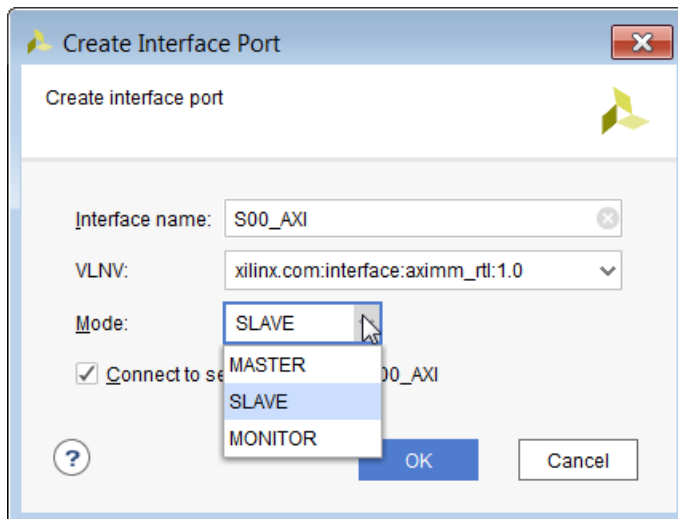 Create Interface Port
Create interface port
Interface name: S00_AXI
VLNV: xilinx.com:interface:aximm_rtl:1.0
Mode: SLAVE
MASTER
Connect to se 00_AXI
SLAVE
MONITOR
? OK Cancel